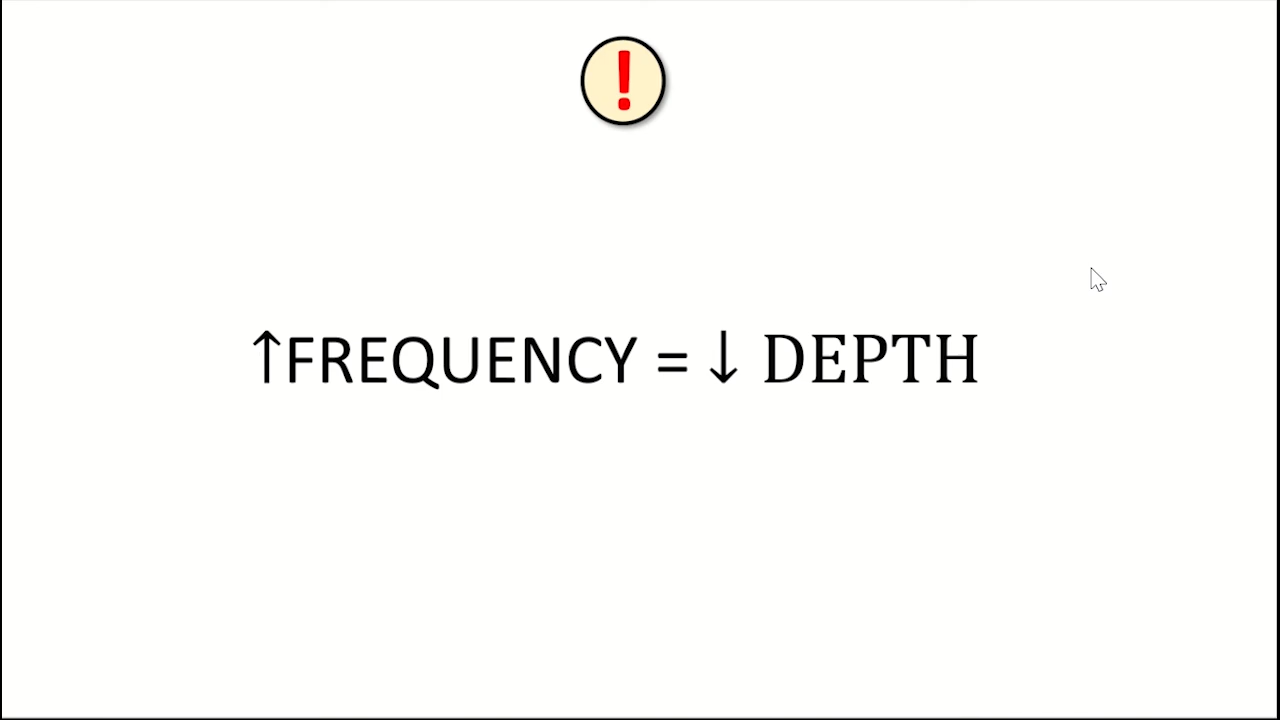 !
↑FREQUENCY = ↓ DEPTH